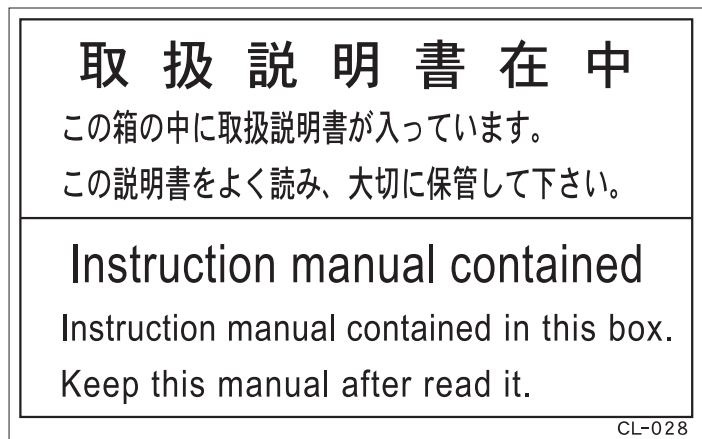 取扱説明書在中
この箱の中に取扱説明書が入っています。
この説明書をよく読み、大切に保管して下さい。
Instruction manual contained
Instruction manual contained in this box.
Keep this manual after read it.
CL-028